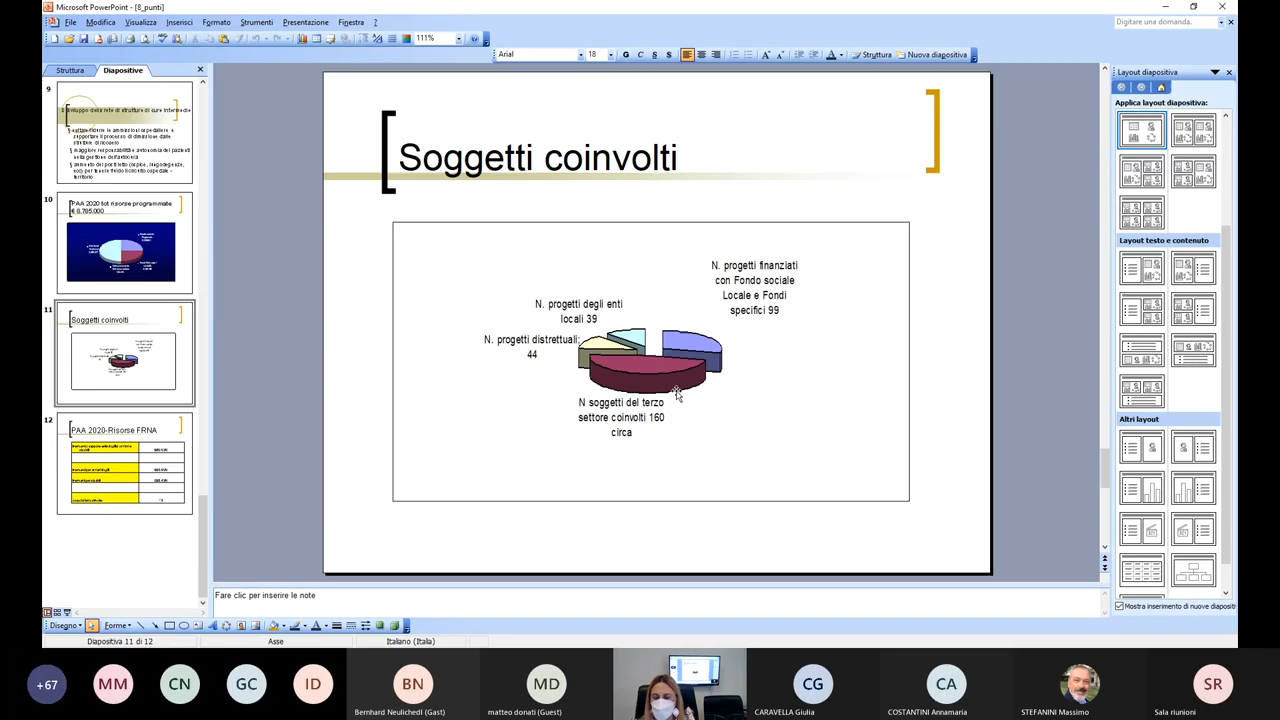 Microsoft PowerPoint - [8_punti]
File Modifica Visualizza Inserisci Formato Strumenti Presentazione Finestra ?
Digitare una domanda.
111%
Arial 18 G C S S
Struttura Nuova diapositiva
Struttura Diapositive
Layout diapositiva
Applica layout diapositiva:
Layout testo e contenuto
Altri layout
Mostra inserimento di nuove diapositi
9
10
PAA 2020 tot risorse programmate
€ 8.795.000
11
Soggetti coinvolti
12
PAA 2020-Risorse FRNA
Soggetti coinvolti
N. progetti finanziati
con Fondo sociale
Locale e Fondi
specifici 99
N. progetti degli enti
locali 39
N. progetti distrettuali:
44
N soggetti del terzo
settore coinvolti 160
circa
Fare clic per inserire le note
Disegno Forme
Diapositiva 11 di 12 Asse Italiano (Italia)
+67 MM CN GC ID BN MD CG CA SR
Bernhard Neulichedl (Gast) matteo donati (Guest) CARAVELLA Giulia COSTANTINI Annamaria STEFANINI Massimo Sala riunioni